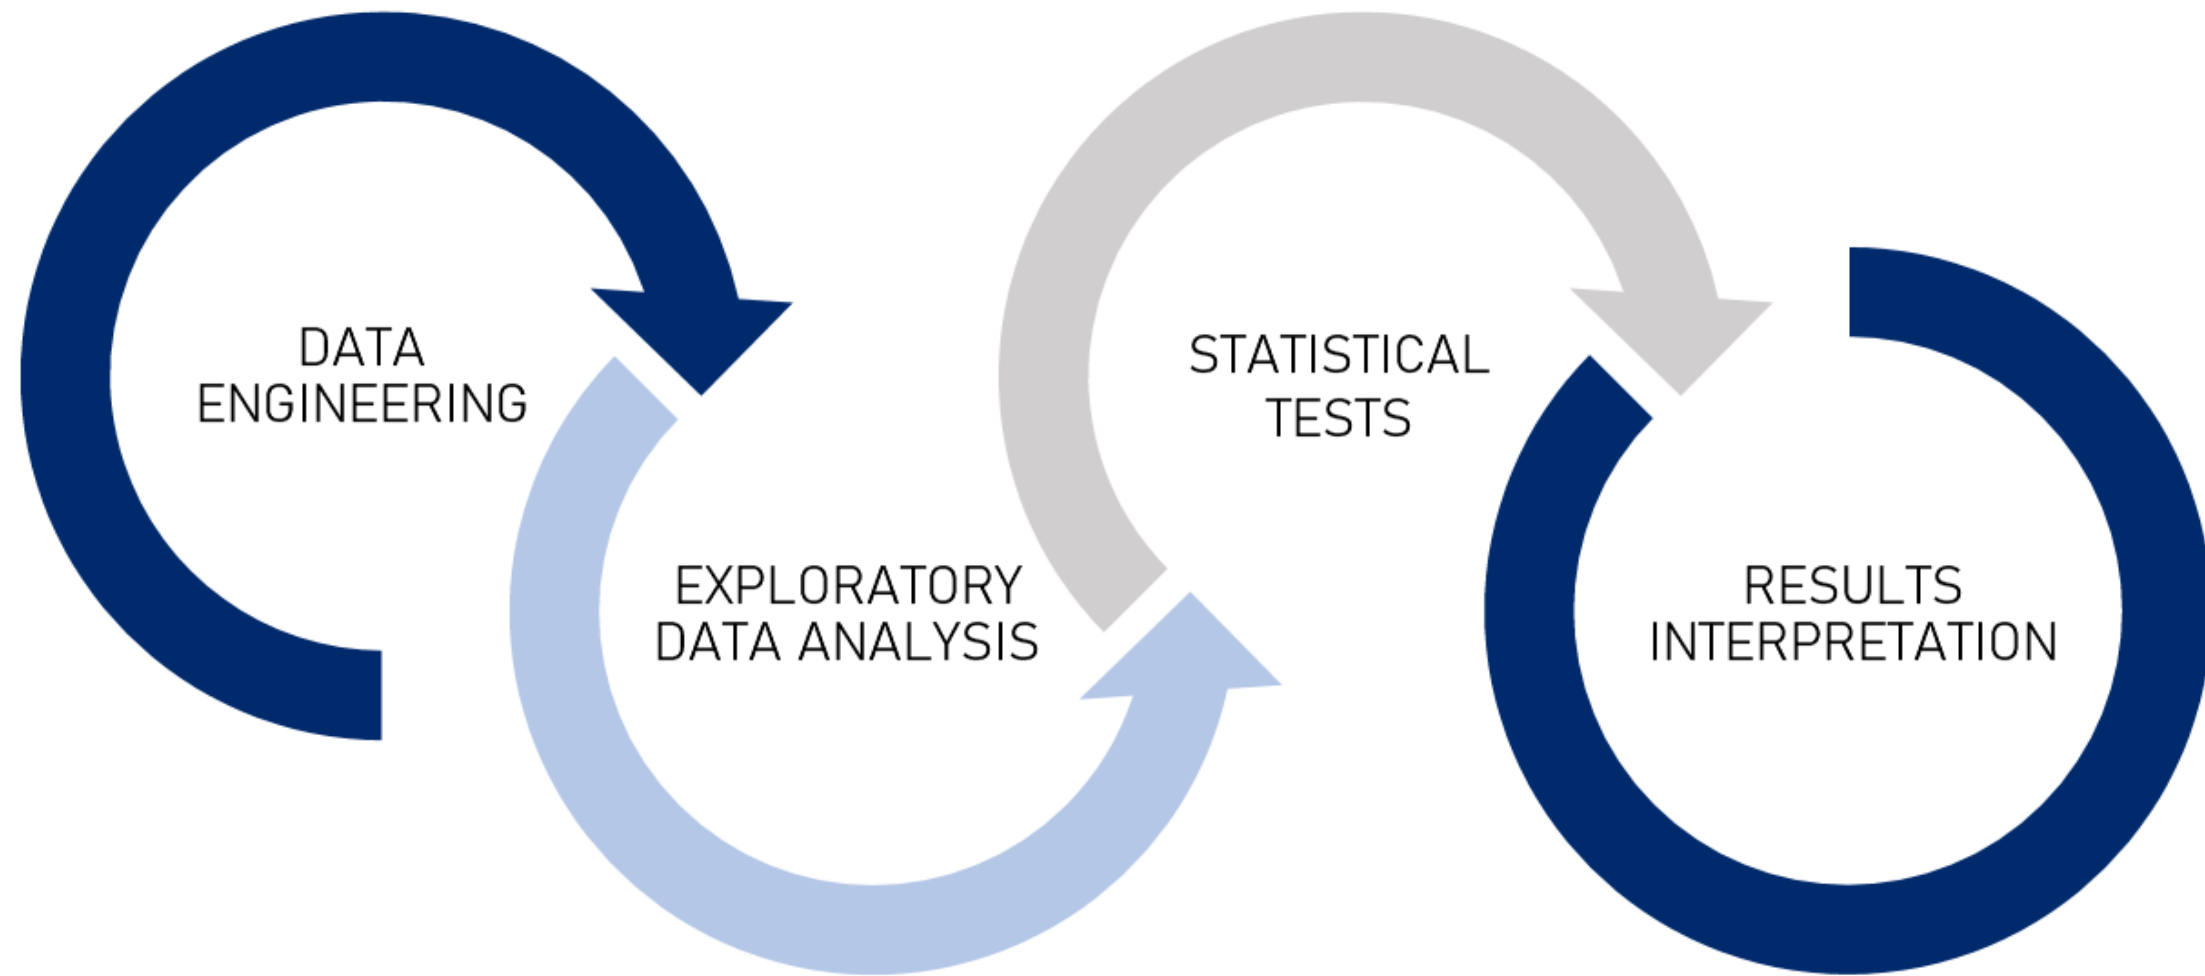 DATA
ENGINEERING
EXPLORATORY
DATA ANALYSIS
STATISTICAL
TESTS
RESULTS
INTERPRETATION